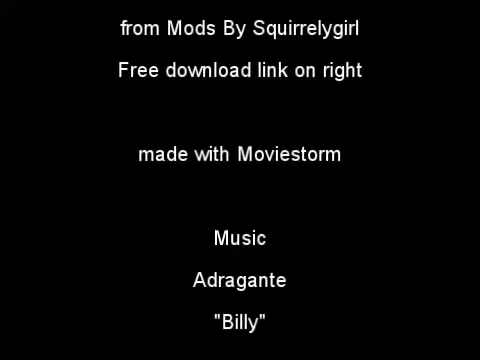 from Mods By Squirrelygirl
Free download link on right
made with Moviestorm
Music
Adragante
"Billy"